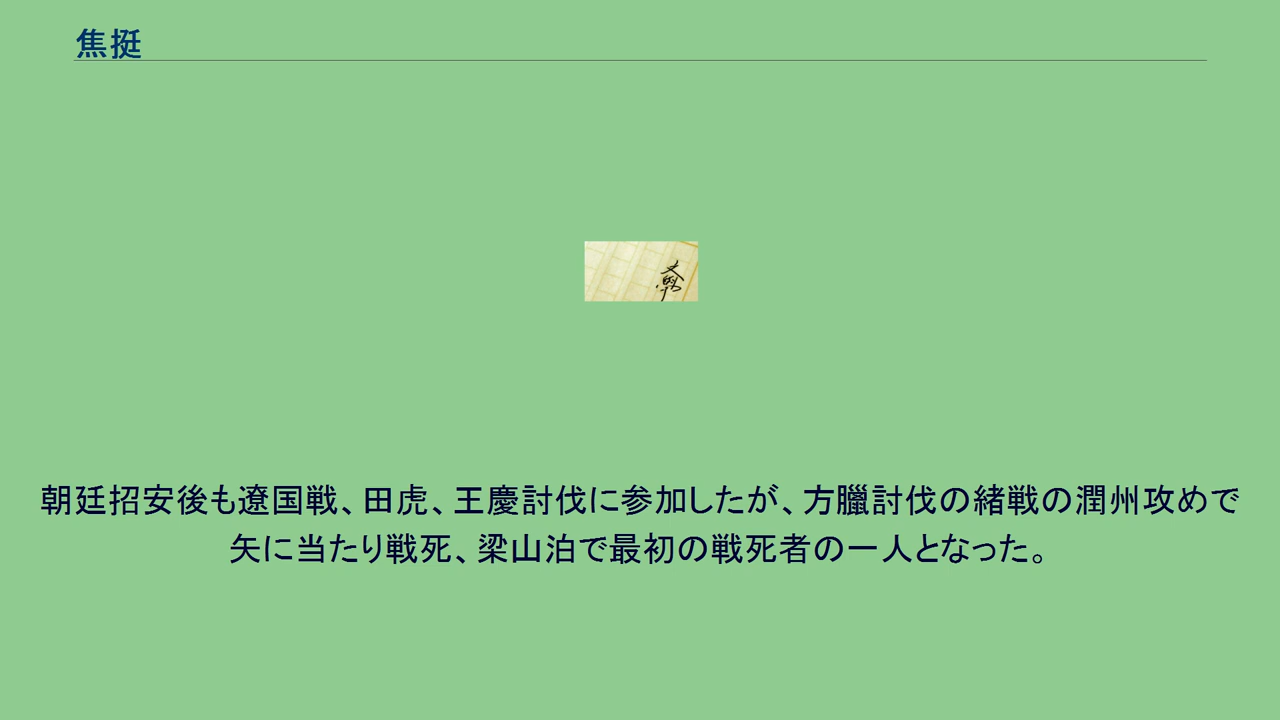 焦挺
朝廷招安後も遼国戦、田虎、王慶討伐に参加したが、方臘討伐の緒戦の潤州攻めで
矢に当たり戦死、梁山泊で最初の戦死者の一人となった。